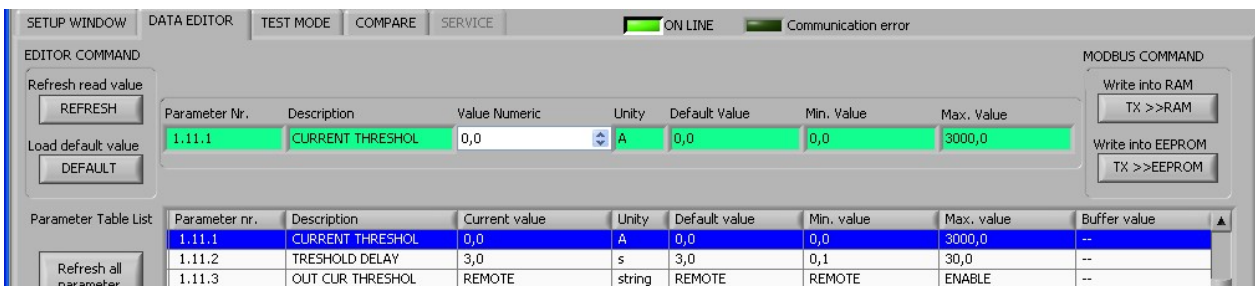 SETUP WINDOW DATA EDITOR TEST MODE COMPARE SERVICE ON LINE Communication error
EDITOR COMMAND MODBUS COMMAND
Refresh read value Write into RAM
REFRESH TX >>RAM
Parameter Nr. Description Value Numeric Unity Default Value Min. Value Max. Value
1.11.1 CURRENT THRESHOL 0,0 A 0,0 0,0 3000,0
Load default value Write into EEPROM
DEFAULT TX >>EEPROM
Parameter Table List Parameter nr. Description Current value Unity Default value Min. value Max. value Buffer value
1.11.1 CURRENT THRESHOL 0,0 A 0,0 0,0 3000,0 --
1.11.2 TRESHOLD DELAY 3,0 s 3,0 0,1 30,0 --
Refresh all
1.11.3 OUT CUR THRESHOL REMOTE string REMOTE REMOTE ENABLE --
parameter